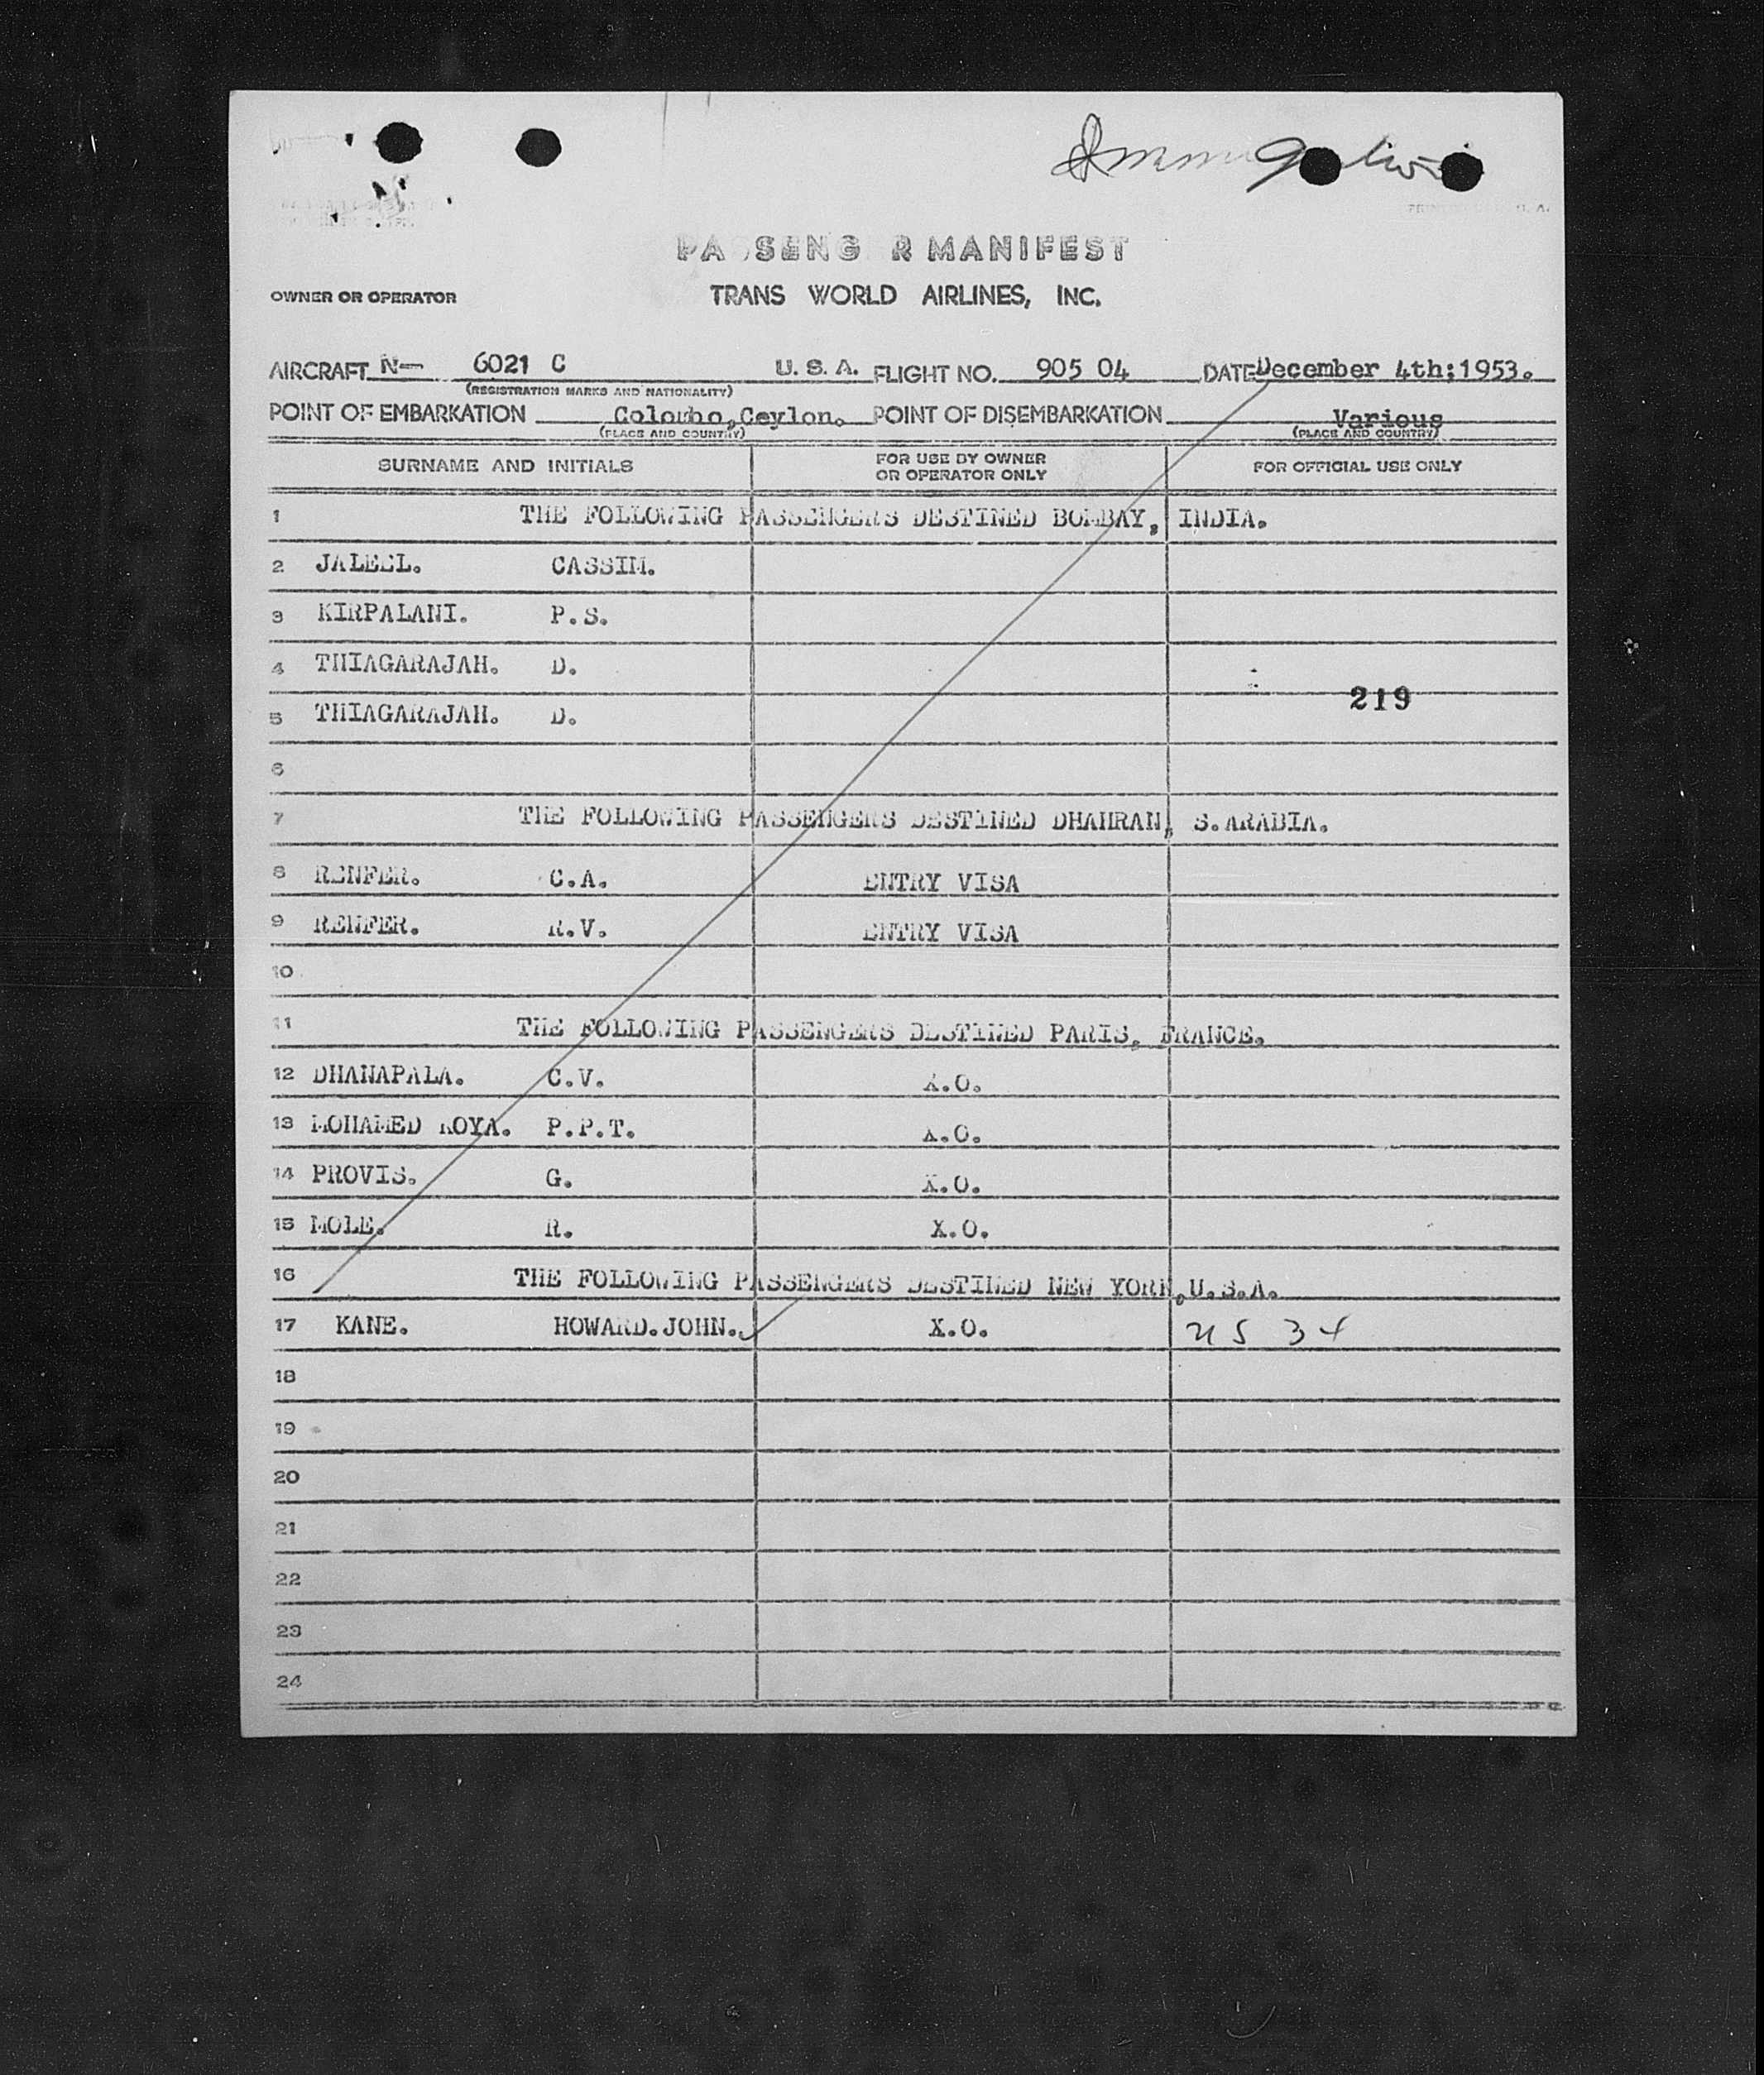 Immigration
PASSENGER MANIFEST
OWNER OR OPERATOR TRANS WORLD AIRLINES, INC.
AIRCRAFT N- 6021 C U.S.A. FLIGHT NO. 905 04 DATE December 4th;1953.
(REGISTRATION MARKS AND NATIONALITY)
POINT OF EMBARKATION Colombo,Ceylon. POINT OF DISEMBARKATION Various
(PLACE AND COUNTRY) (PLACE AND COUNTRY)
SURNAME AND INITIALS FOR USE BY OWNER OR OPERATOR ONLY FOR OFFICIAL USE ONLY
1 THE FOLLOWING PASSENGERS DESTINED BOMBAY, INDIA.
2 JALEEL. CASSIM.
3 KIRPALANI. P.S.
4 THIAGARAJAH. D.
219
5 THIAGARAJAH. D.
6
7 THE FOLLOWING PASSENGERS DESTINED DHAHRAN, S.ARABIA.
8 RENFER. C.A. ENTRY VISA
9 RENFER. R.V. ENTRY VISA
10
11 THE FOLLOWING PASSENGERS DESTINED PARIS, FRANCE.
12 DHANAPALA. C.V. X.O.
13 MOHAMED KOYA. P.P.T. X.O.
14 PROVIS. G. X.O.
15 MOLE. R. X.O.
16 THE FOLLOWING PASSENGERS DESTINED NEW YORK,U.S.A.
17 KANE. HOWARD.JOHN. X.O. US 34
18
19
20
21
22
23
24